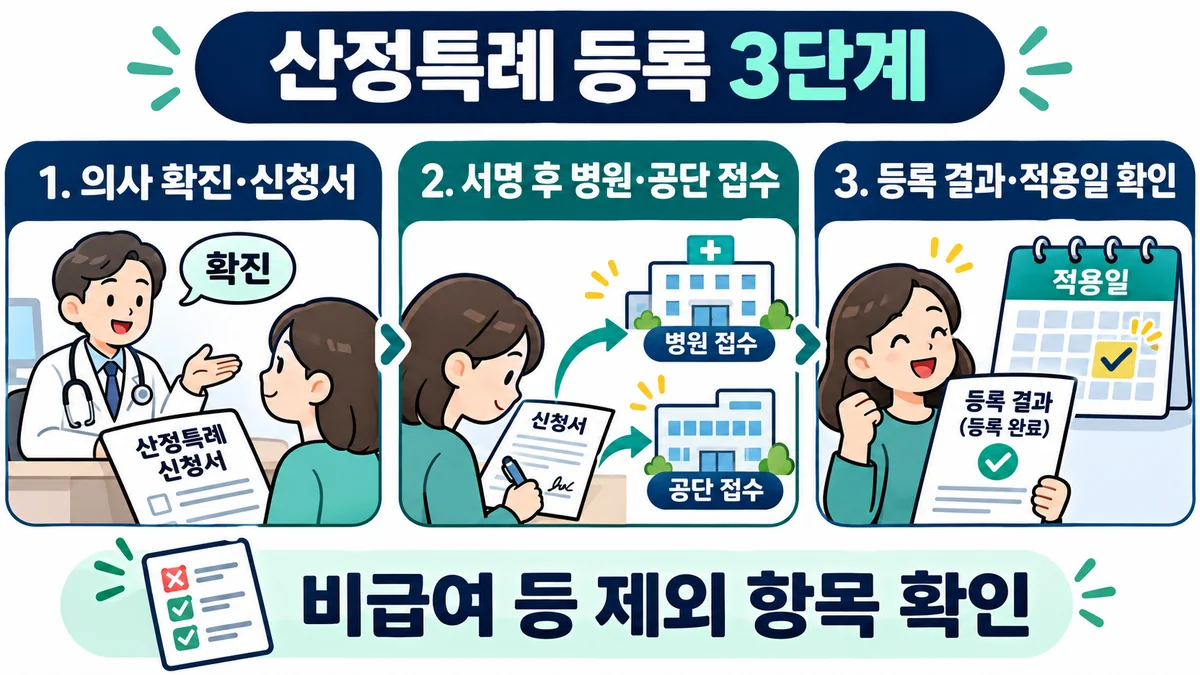 산정특례 등록 3단계
1. 의사 확진·신청서
확진
산정특례
신청서
2. 서명 후 병원·공단 접수
신청서
병원 접수
공단 접수
3. 등록 결과·적용일 확인
적용일
등록 결과
(등록 완료)
비급여 등 제외 항목 확인